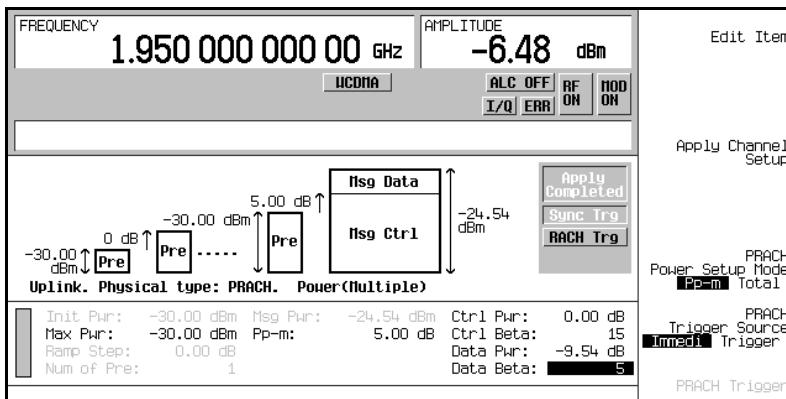 FREQUENCY
1.950 000 000 00 GHz
AMPLITUDE
-6.48 dBm
WCDMA
ALC OFF
RF ON
MOD ON
I/Q
ERR
Edit Item
Apply Channel
Setup
PRACH
Power Setup Mode
Pp-m Total
PRACH
Trigger Source
Immedi Trigger
PRACH Trigger
-30.00 dBm
Pre
0 dB
Pre
.....
-30.00 dBm
5.00 dB
Pre
Msg Data
Msg Ctrl
-24.54
dBm
Apply
Completed
Sync Trg
RACH Trg
Uplink. Physical type: PRACH. Power(Multiple)
Init Pwr: -30.00 dBm Msg Pwr: -24.54 dBm Ctrl Pwr: 0.00 dB
Max Pwr: -30.00 dBm Pp-m: 5.00 dB Ctrl Beta: 15
Ramp Step: 0.00 dB Data Pwr: -9.54 dB
Num of Pre: 1 Data Beta: 5